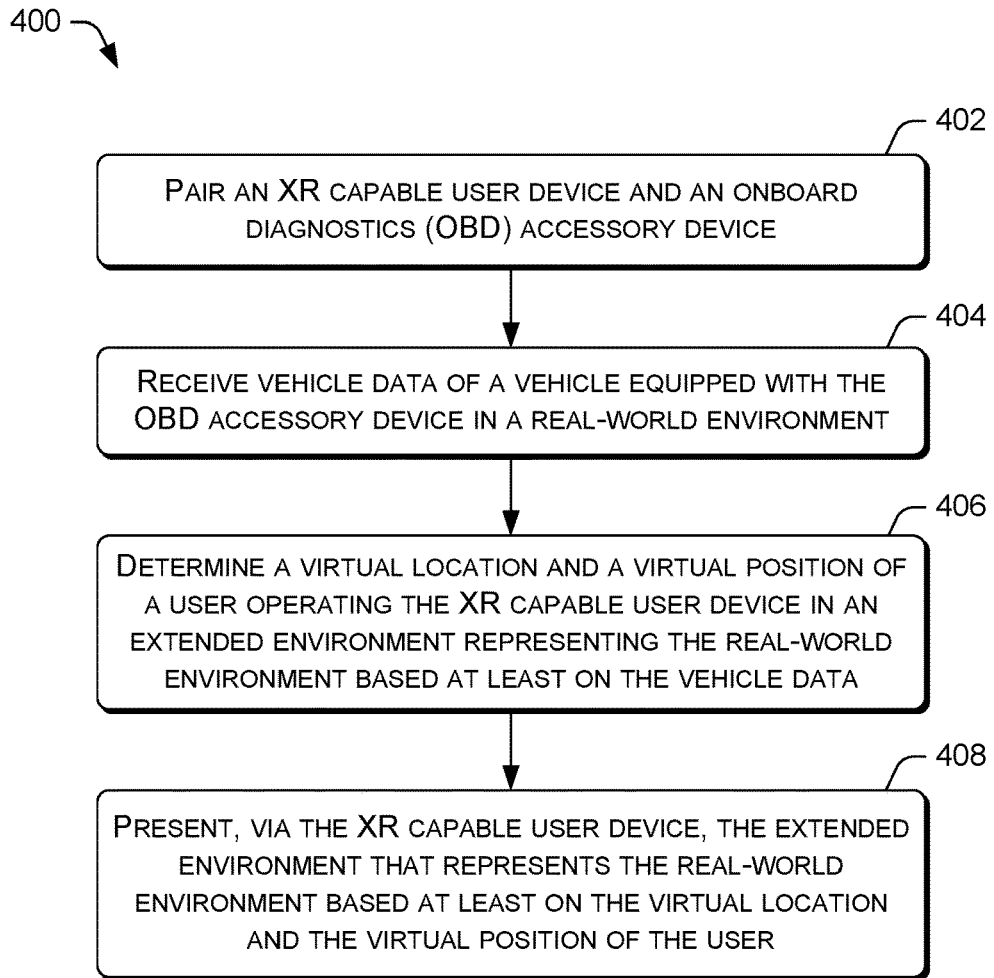 400
402
PAIR AN XR CAPABLE USER DEVICE AND AN ONBOARD
DIAGNOSTICS (OBD) ACCESSORY DEVICE
404
RECEIVE VEHICLE DATA OF A VEHICLE EQUIPPED WITH THE
OBD ACCESSORY DEVICE IN A REAL-WORLD ENVIRONMENT
406
DETERMINE A VIRTUAL LOCATION AND A VIRTUAL POSITION OF
A USER OPERATING THE XR CAPABLE USER DEVICE IN AN
EXTENDED ENVIRONMENT REPRESENTING THE REAL-WORLD
ENVIRONMENT BASED AT LEAST ON THE VEHICLE DATA
408
PRESENT, VIA THE XR CAPABLE USER DEVICE, THE EXTENDED
ENVIRONMENT THAT REPRESENTS THE REAL-WORLD
ENVIRONMENT BASED AT LEAST ON THE VIRTUAL LOCATION
AND THE VIRTUAL POSITION OF THE USER